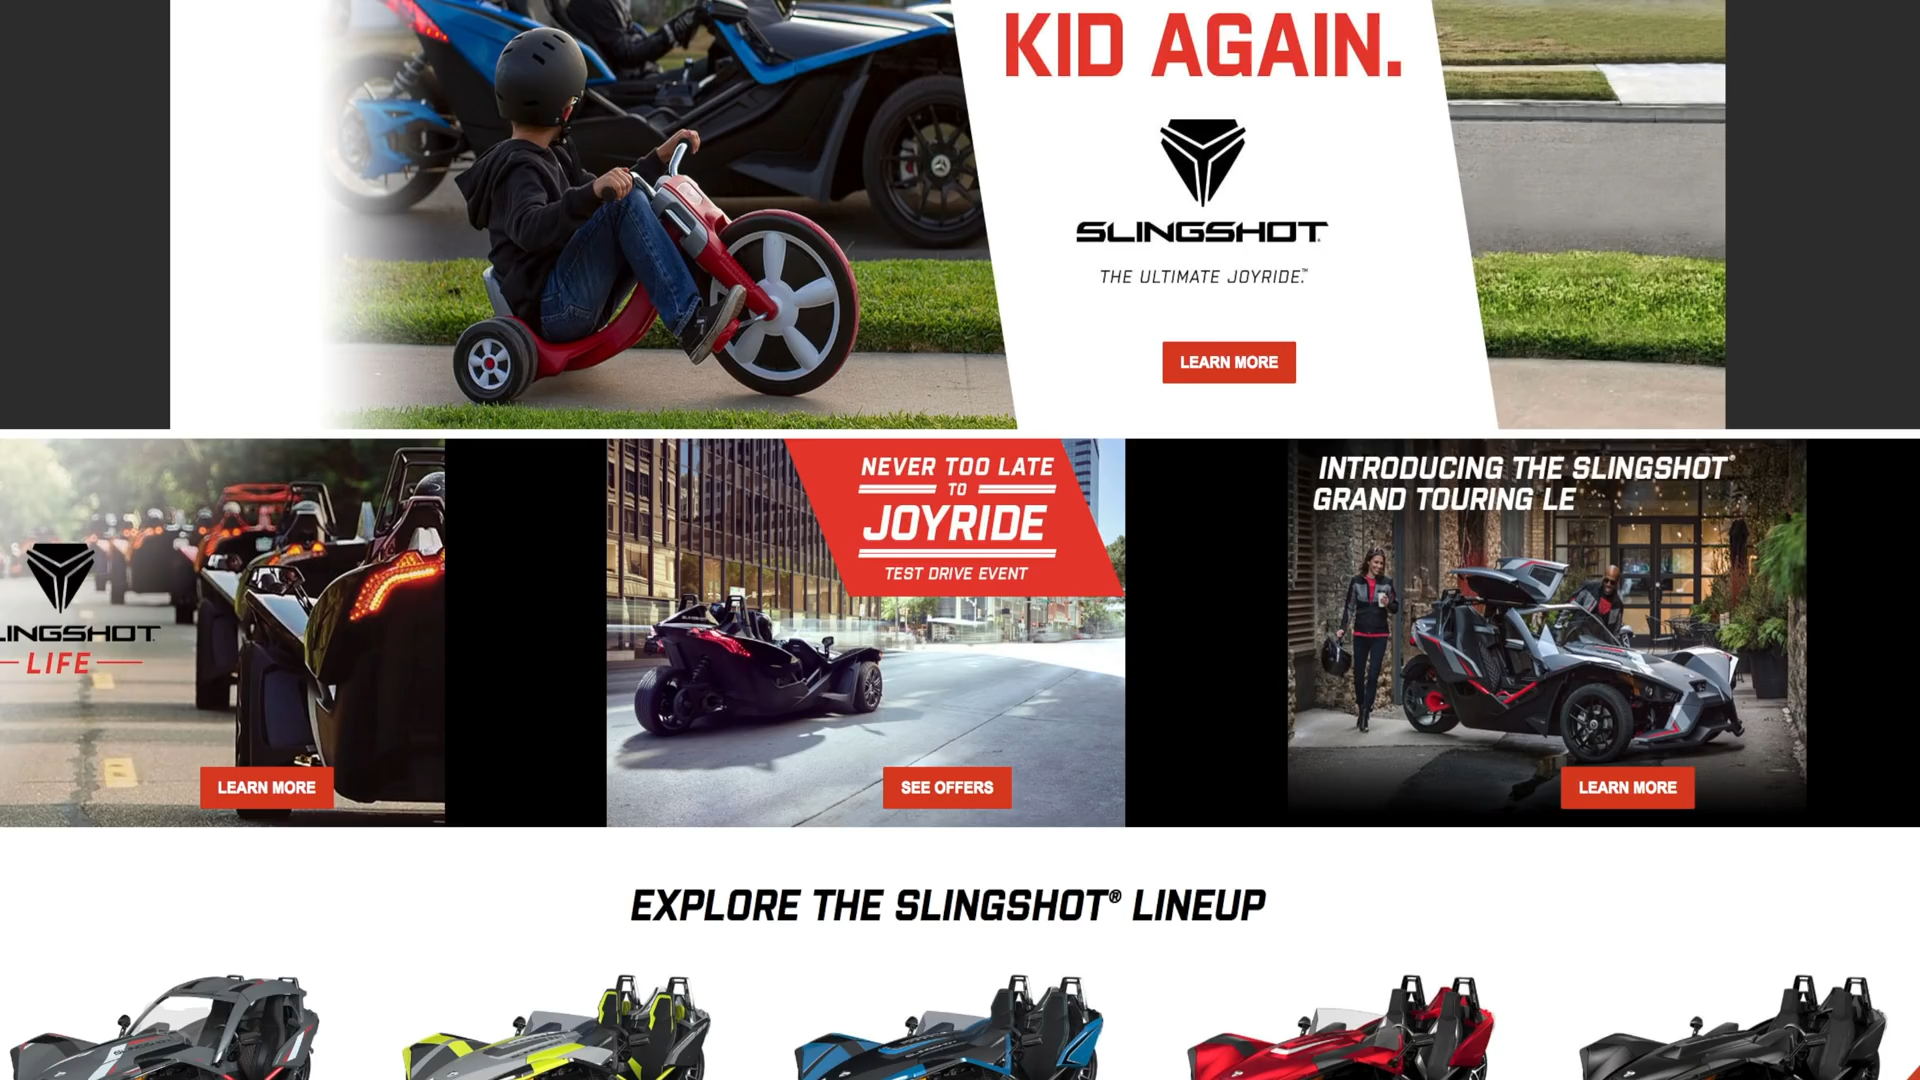 KID AGAIN.
SLINGSHOT
THE ULTIMATE JOYRIDE.™
LEARN MORE
LINGSHOT
LIFE
LEARN MORE
NEVER TOO LATE
TO
JOYRIDE
TEST DRIVE EVENT
SEE OFFERS
INTRODUCING THE SLINGSHOT®
GRAND TOURING LE
LEARN MORE
EXPLORE THE SLINGSHOT® LINEUP